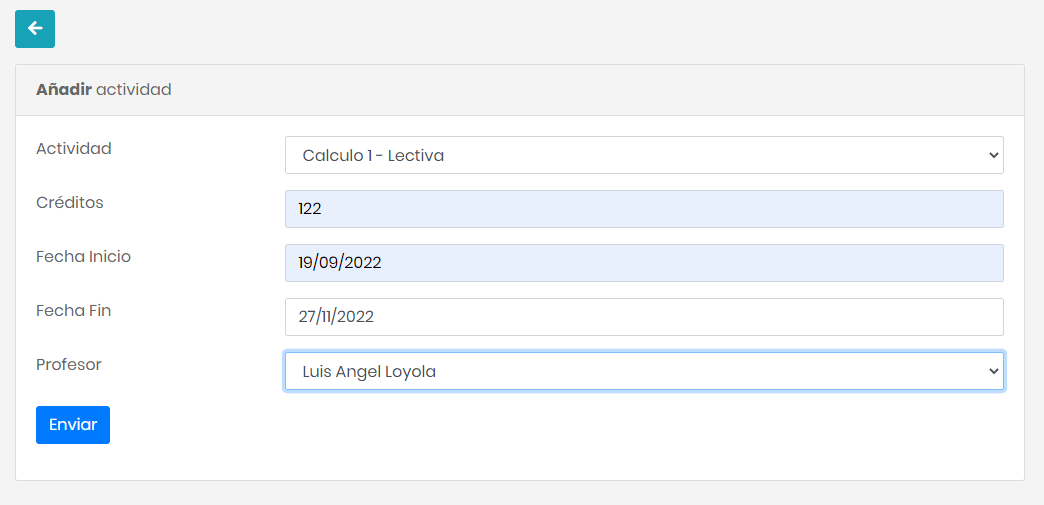 Añadir actividad
Actividad
Calculo 1 - Lectiva
Créditos
122
Fecha Inicio
19/09/2022
Fecha Fin
27/11/2022
Profesor
Luis Angel Loyola
Enviar